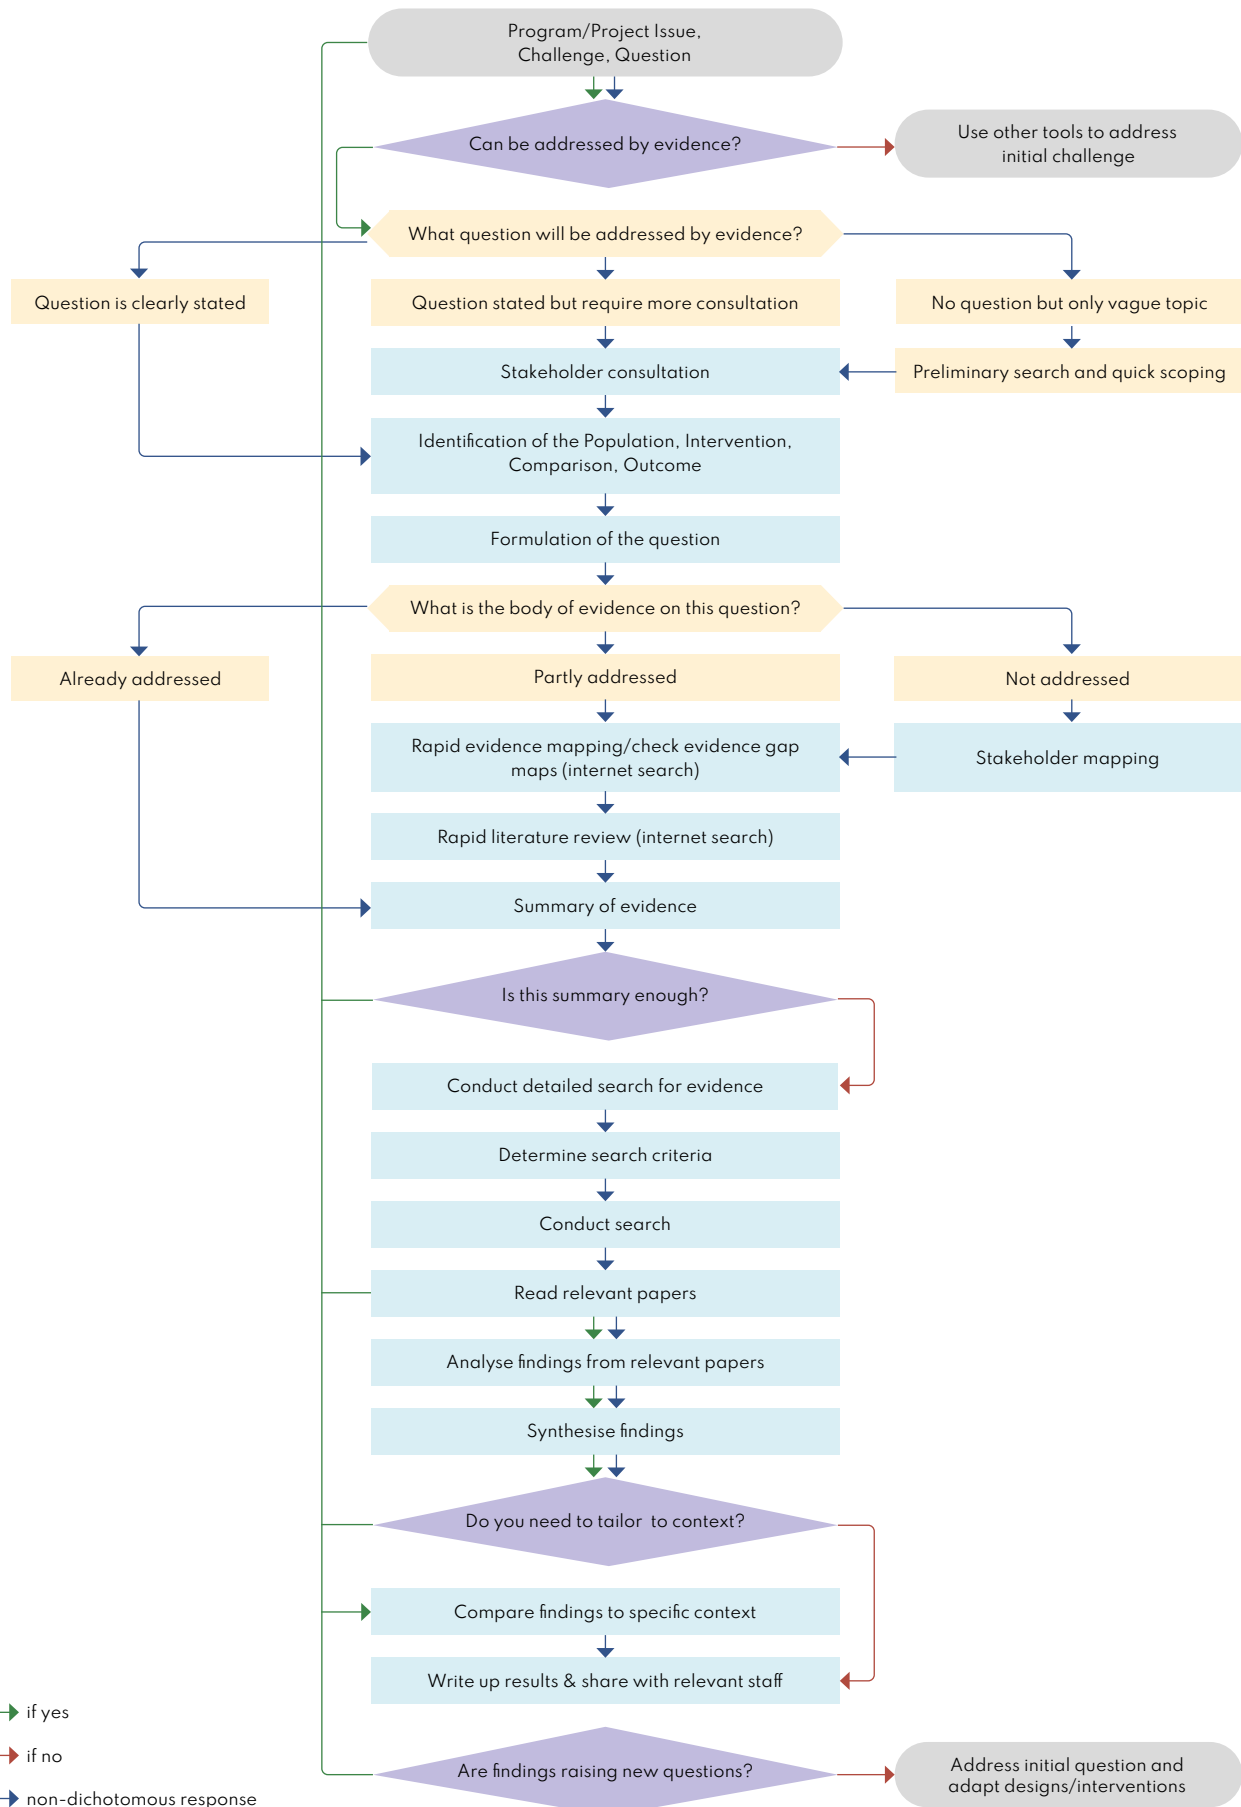 Program/Project Issue,
Challenge, Question
Can be addressed by evidence?
Use other tools to address
initial challenge
What question will be addressed by evidence?
Question is clearly stated
Question stated but require more consultation
No question but only vague topic
Stakeholder consultation
Preliminary search and quick scoping
Identification of the Population, Intervention,
Comparison, Outcome
Formulation of the question
What is the body of evidence on this question?
Already addressed
Partly addressed
Not addressed
Rapid evidence mapping/check evidence gap
maps (internet search)
Stakeholder mapping
Rapid literature review (internet search)
Summary of evidence
Is this summary enough?
Conduct detailed search for evidence
Determine search criteria
Conduct search
Read relevant papers
Analyse findings from relevant papers
Synthesise findings
Do you need to tailor to context?
Compare findings to specific context
Write up results & share with relevant staff
if yes
if no
non-dichotomous response
Are findings raising new questions?
Address initial question and
adapt designs/interventions